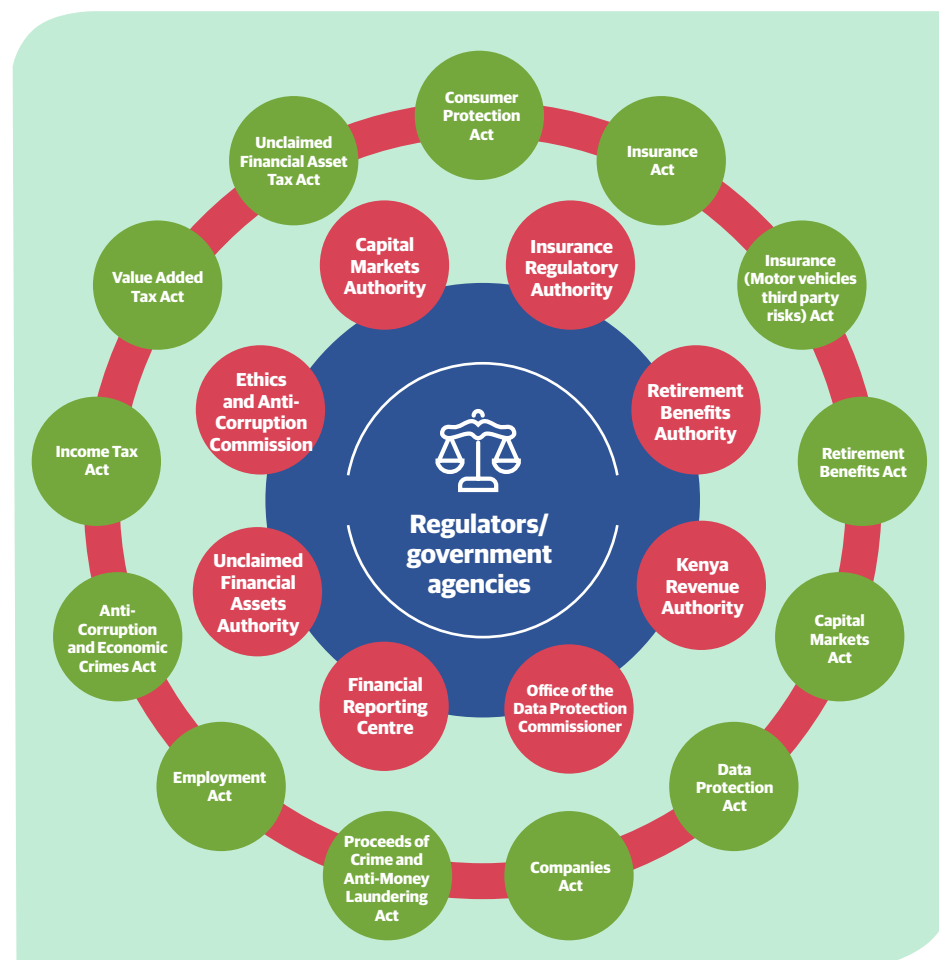 Consumer
Protection
Act
Insurance
Act
Insurance
(Motor vehicles
third party
risks) Act
Retirement
Benefits Act
Capital
Markets
Act
Data
Protection
Act
Companies
Act
Proceeds of
Crime and
Anti-Money
Laundering
Act
Employment
Act
Anti-
Corruption
and Economic
Crimes Act
Income Tax
Act
Value Added
Tax Act
Unclaimed
Financial Asset
Tax Act
Capital
Markets
Authority
Insurance
Regulatory
Authority
Retirement
Benefits
Authority
Kenya
Revenue
Authority
Office of the
Data Protection
Commissioner
Financial
Reporting
Centre
Unclaimed
Financial
Assets
Authority
Ethics
and Anti-
Corruption
Commission
Regulators/
government
agencies